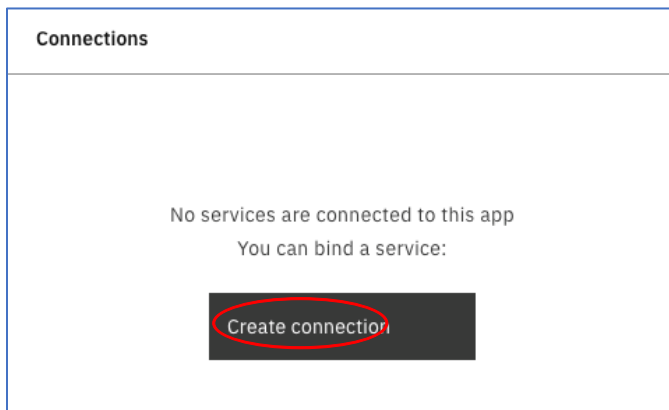 Connections
No services are connected to this app
You can bind a service:
Create connection